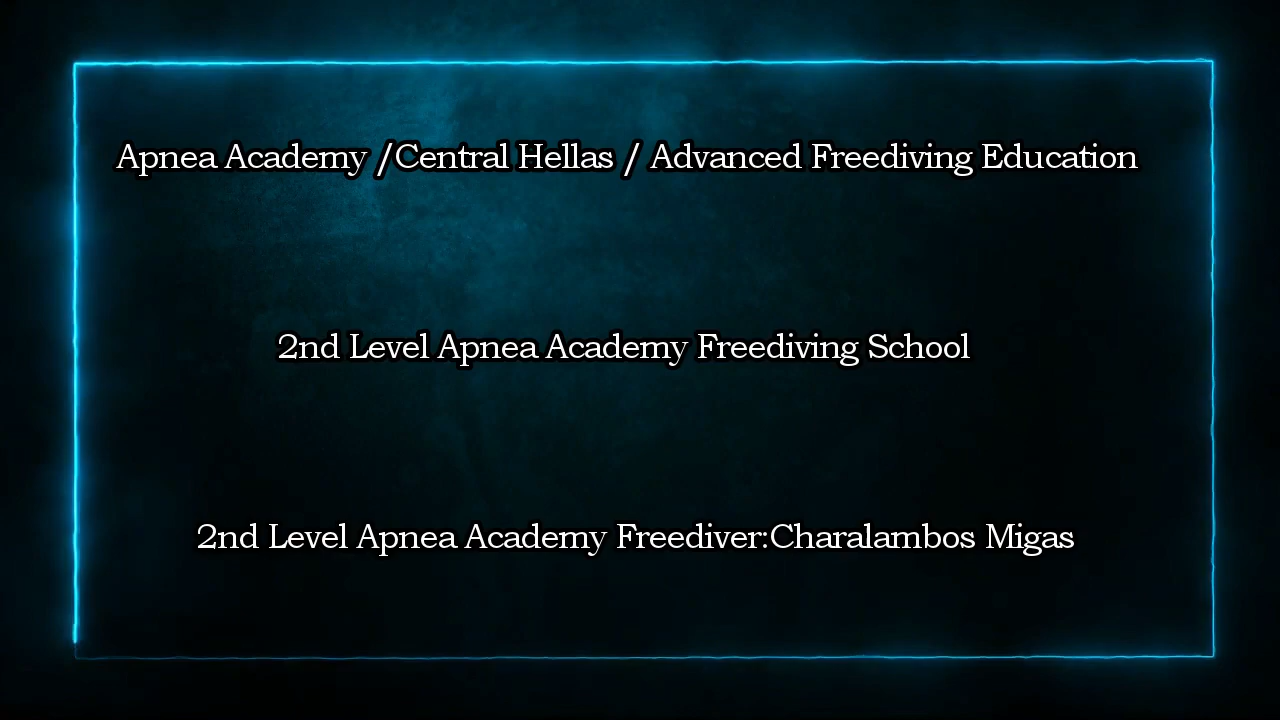 Apnea Academy /Central Hellas / Advanced Freediving Education
2nd Level Apnea Academy Freediving School
2nd Level Apnea Academy Freediver:Charalambos Migas